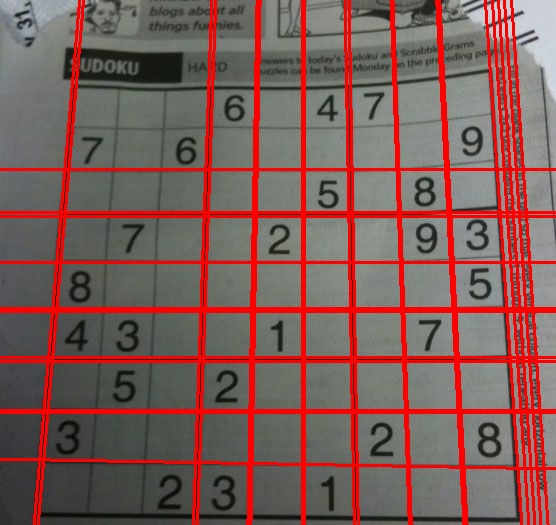 31,
blogs about all
things funnies.
SUDOKU HARD
answers to today's Sudoku and Scrabble Grams
puzzles can be found Monday on the preceding
6 4 7
7 6 9
5 8
7 2 9 3
8 5
4 3 1 7
5 2
3 2 8
2 3 1